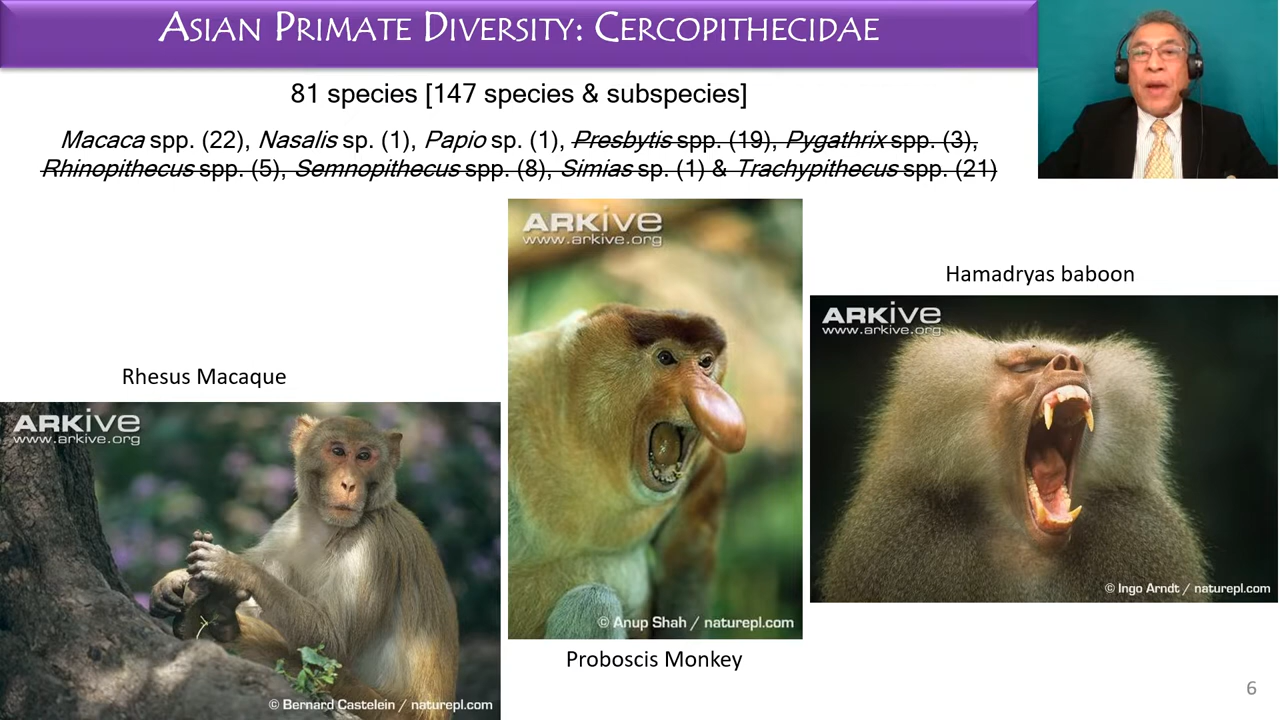 ASIAN PRIMATE DIVERSITY: CERCOPITHECIDAE
81 species [147 species & subspecies]
Macaca spp. (22), Nasalis sp. (1), Papio sp. (1), Presbytis spp. (19), Pygathrix spp. (3),
Rhinopithecus spp. (5), Semnopithecus spp. (8), Simias sp. (1) & Trachypithecus spp. (21)
ARKive
www.arkive.org
Hamadryas baboon
ARKive
www.arkive.org
Rhesus Macaque
ARKive
www.arkive.org
© Ingo Arndt / naturepl.com
© Anup Shah / naturepl.com
Proboscis Monkey
6
© Bernard Castelein / naturepl.com